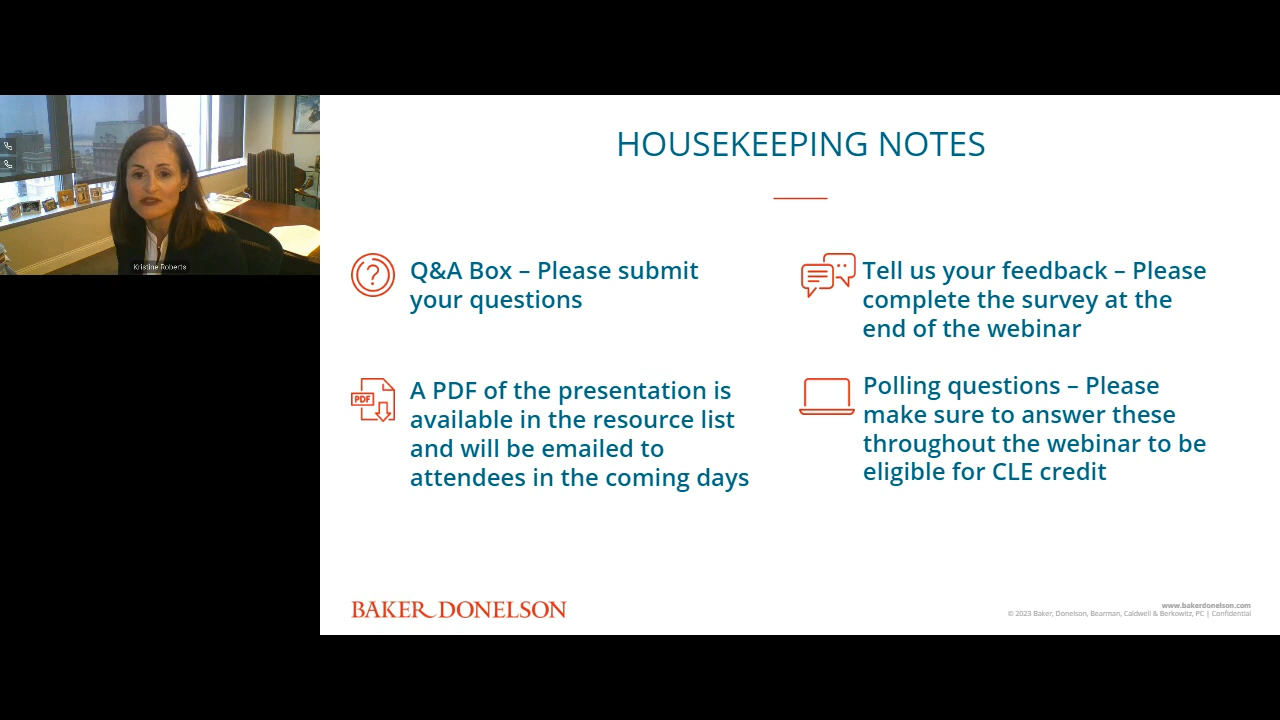 HOUSEKEEPING NOTES
Kristine Roberts
Q&A Box – Please submit
your questions
Tell us your feedback – Please
complete the survey at the
end of the webinar
PDF
A PDF of the presentation is
available in the resource list
and will be emailed to
attendees in the coming days
Polling questions – Please
make sure to answer these
throughout the webinar to be
eligible for CLE credit
BAKER DONELSON
www.bakerdonelson.com
© 2023 Baker, Donelson, Bearman, Caldwell & Berkowitz, PC | Confidential